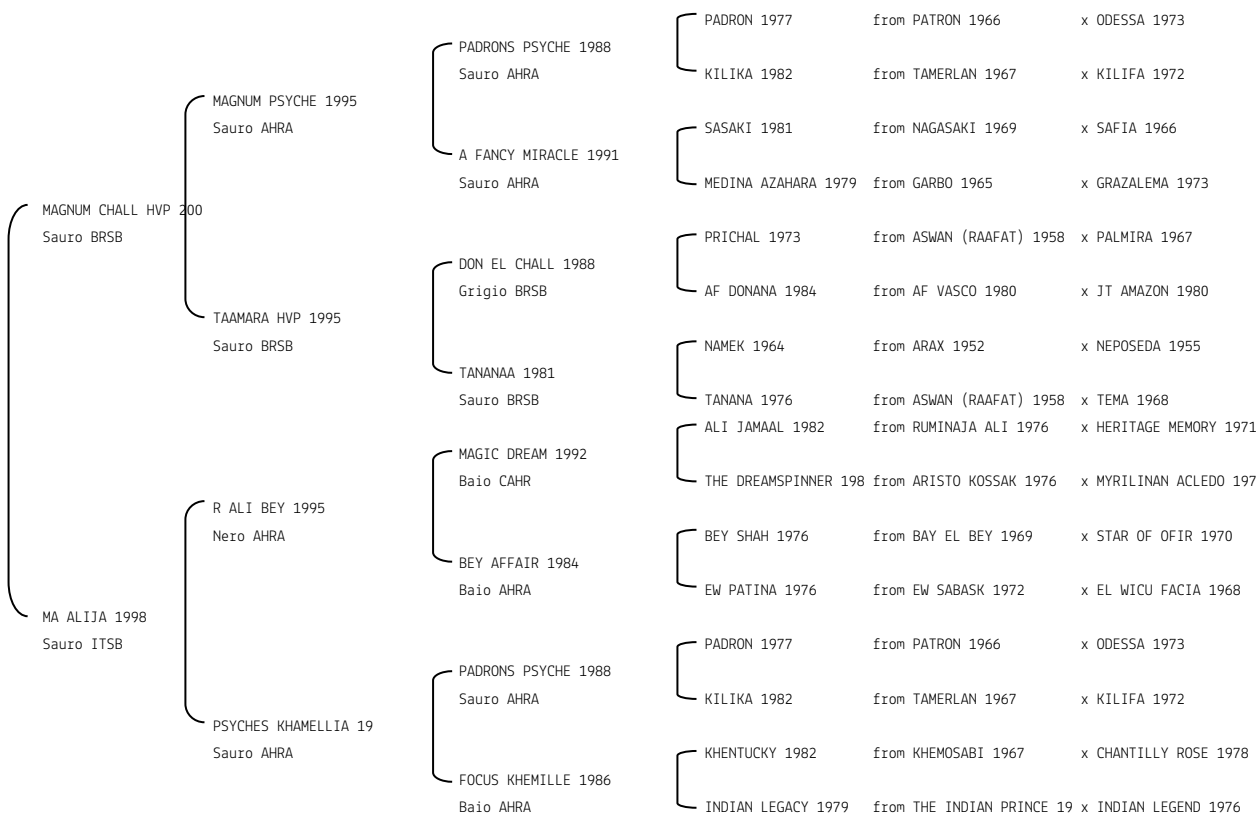 PADRON 1977 from PATRON 1966 x ODESSA 1973
PADRONS PSYCHE 1988
Sauro AHRA KILIKA 1982 from TAMERLAN 1967 x KILIFA 1972
MAGNUM PSYCHE 1995
Sauro AHRA SASAKI 1981 from NAGASAKI 1969 x SAFIA 1966
A FANCY MIRACLE 1991
Sauro AHRA MEDINA AZAHARA 1979 from GARBO 1965 x GRAZALEMA 1973
MAGNUM CHALL HVP 200
Sauro BRSB PRICHAL 1973 from ASWAN (RAAFAT) 1958 x PALMIRA 1967
DON EL CHALL 1988
Grigio BRSB AF DONANA 1984 from AF VASCO 1980 x JT AMAZON 1980
TAAMARA HVP 1995
Sauro BRSB NAMEK 1964 from ARAX 1952 x NEPOSEDA 1955
TANANAA 1981
Sauro BRSB TANANA 1976 from ASWAN (RAAFAT) 1958 x TEMA 1968
ALI JAMAAL 1982 from RUMINAJA ALI 1976 x HERITAGE MEMORY 1971
MAGIC DREAM 1992
Baio CAHR THE DREAMSPINNER 198 from ARISTO KOSSAK 1976 x MYRILINAN ACLEDO 197
R ALI BEY 1995
Nero AHRA BEY SHAH 1976 from BAY EL BEY 1969 x STAR OF OFIR 1970
BEY AFFAIR 1984
Baio AHRA EW PATINA 1976 from EW SABASK 1972 x EL WICU FACIA 1968
MA ALIJA 1998
Sauro ITSB PADRON 1977 from PATRON 1966 x ODESSA 1973
PADRONS PSYCHE 1988
Sauro AHRA KILIKA 1982 from TAMERLAN 1967 x KILIFA 1972
PSYCHES KHAMELLIA 19
Sauro AHRA KHENTUCKY 1982 from KHEMOSABI 1967 x CHANTILLY ROSE 1978
FOCUS KHEMILLE 1986
Baio AHRA INDIAN LEGACY 1979 from THE INDIAN PRINCE 19 x INDIAN LEGEND 1976